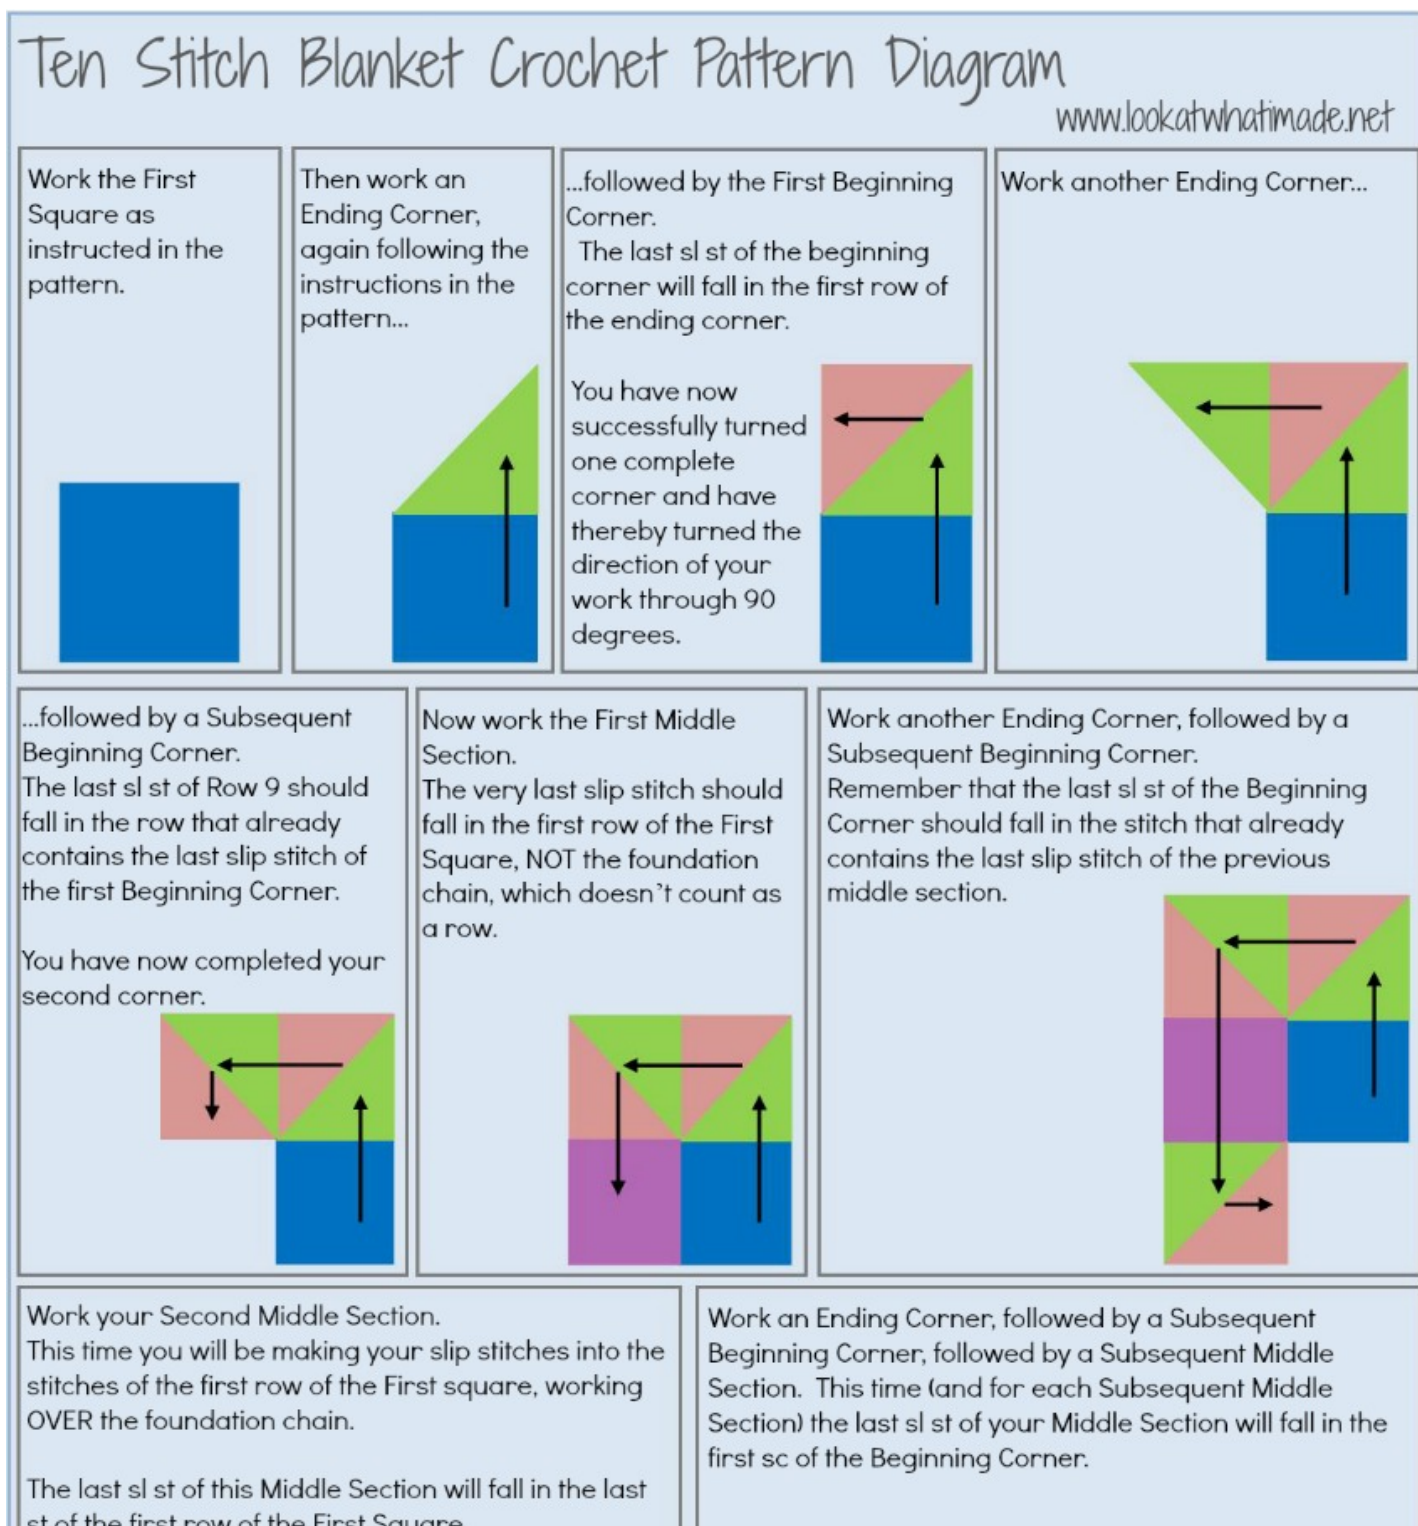 Ten Stitch Blanket Crochet Pattern Diagram
www.lookatwhatimade.net
Work the First
Square as
instructed in the
pattern.
Then work an
Ending Corner,
again following the
instructions in the
pattern...
...followed by the First Beginning
Corner.
The last sl st of the beginning
corner will fall in the first row of
the ending corner.
You have now
successfully turned
one complete
corner and have
thereby turned the
direction of your
work through 90
degrees.
Work another Ending Corner...
...followed by a Subsequent
Beginning Corner.
The last sl st of Row 9 should
fall in the row that already
contains the last slip stitch of
the first Beginning Corner.
You have now completed your
second corner.
Now work the First Middle
Section.
The very last slip stitch should
fall in the first row of the First
Square, NOT the foundation
chain, which doesn't count as
a row.
Work another Ending Corner, followed by a
Subsequent Beginning Corner.
Remember that the last sl st of the Beginning
Corner should fall in the stitch that already
contains the last slip stitch of the previous
middle section.
Work your Second Middle Section.
This time you will be making your slip stitches into the
stitches of the first row of the First square, working
OVER the foundation chain.
The last sl st of this Middle Section will fall in the last
st of the first row of the First Square.
Work an Ending Corner, followed by a Subsequent
Beginning Corner, followed by a Subsequent Middle
Section. This time (and for each Subsequent Middle
Section) the last sl st of your Middle Section will fall in the
first sc of the Beginning Corner.